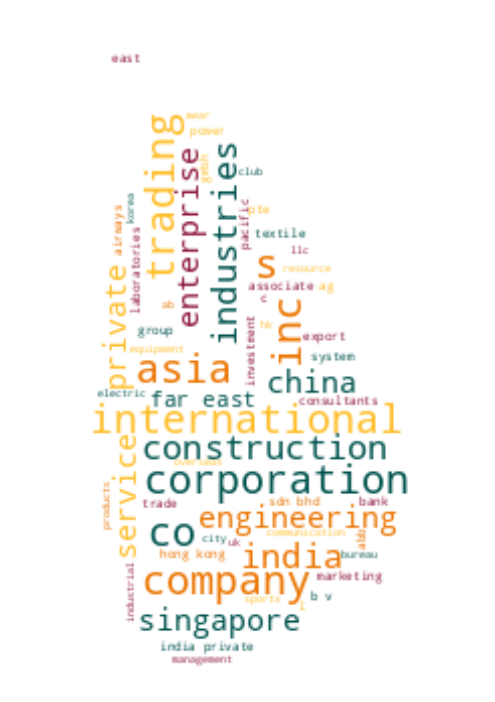 east
wear
trading
power
enterprise
gmbh
industries
club
korea
airways
laboratories
pacific
pte
textile
llc
s
resource
private
associate
ag
c
ab
inc
hk
group
investment
export
equipment
system
asia
china
electric
far east
consultants
international
construction
service
overseas
corporation
products
trade
sdn bhd
bank
co
engineering
communication
city
uk
abb
hong kong
india
bureau
industrial
company
marketing
sports
b v
l
singapore
india private
management